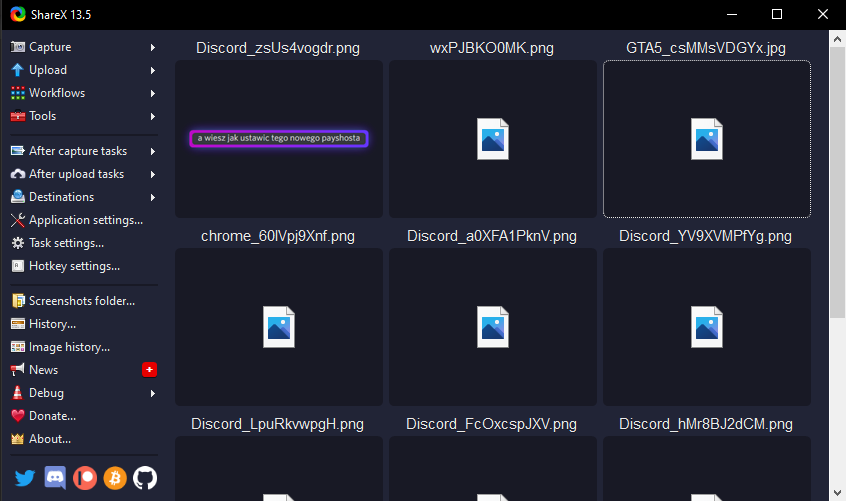 ShareX 13.5
Capture
Upload
Workflows
Tools
After capture tasks
After upload tasks
Destinations
Application settings...
Task settings...
Hotkey settings...
Screenshots folder...
History...
Image history...
News
Debug
Donate...
About...
Discord_zsUs4vogdr.png
wxPJBKO0MK.png
GTA5_csMMsVDGYx.jpg
a wiesz jak ustawic tego nowego payshosta
chrome_60lVpj9Xnf.png
Discord_a0XFA1PknV.png
Discord_YV9XVMPfYg.png
Discord_LpuRkvwpgH.png
Discord_FcOxcspJXV.png
Discord_hMr8BJ2dCM.png